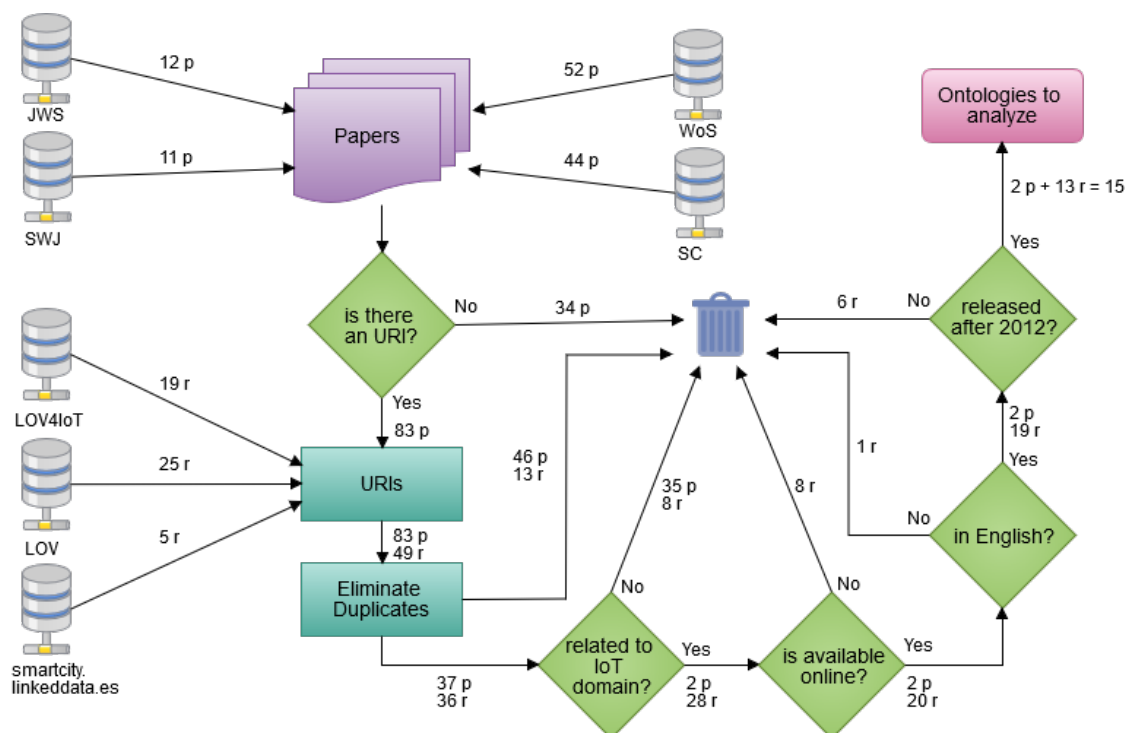 JWS
12 p
SWJ
11 p
Papers
52 p
WoS
44 p
SC
Ontologies to
analyze
2 p + 13 r = 15
Yes
released
after 2012?
No
6 r
is there
an URI?
No
34 p
Yes
83 p
LOV4IoT
19 r
LOV
25 r
smartcity.
linkeddata.es
5 r
URIs
83 p
49 r
Eliminate
Duplicates
46 p
13 r
37 p
36 r
related to
IoT
domain?
No
35 p
8 r
Yes
2 p
28 r
is available
online?
No
8 r
Yes
2 p
20 r
in English?
No
1 r
Yes
2 p
19 r